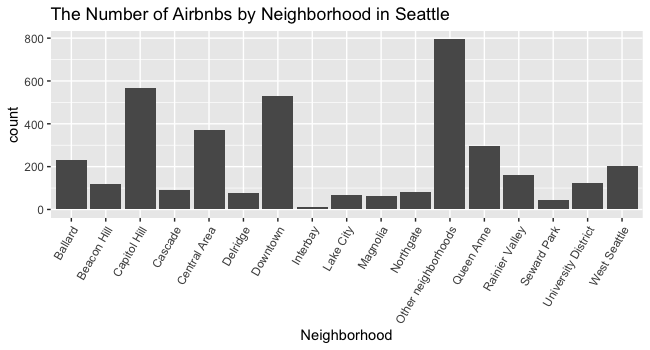 The Number of Airbnbs by Neighborhood in Seattle
800
600
400
200
0
count
Ballard
Beacon Hill
Capitol Hill
Cascade
Central Area
Delridge
Downtown
Interbay
Lake City
Magnolia
Northgate
Other neighborhoods
Queen Anne
Rainier Valley
Seward Park
University District
West Seattle
Neighborhood